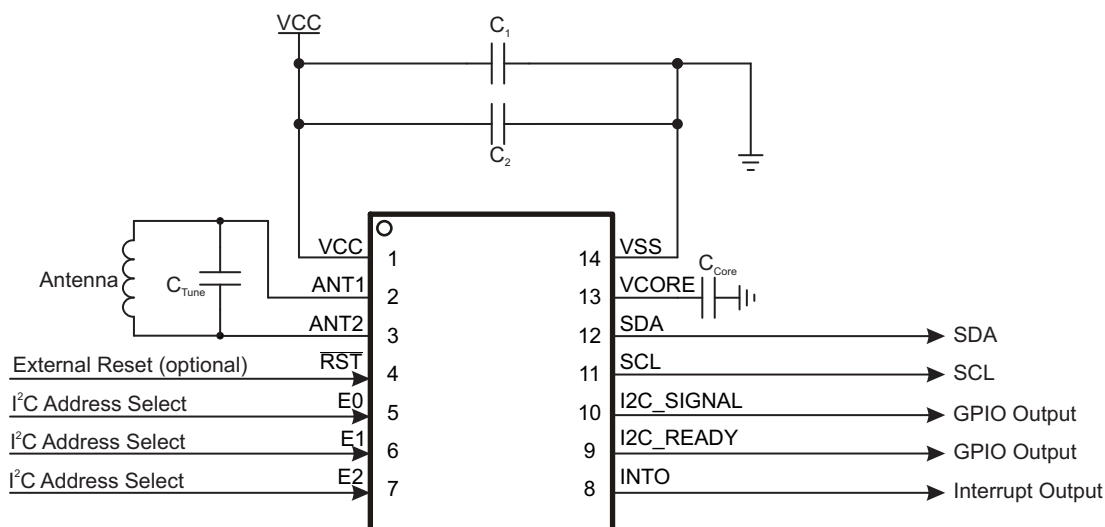 VCC
C₁
C₂
VCC 1 14 VSS
Antenna C_Tune ANT1 2 13 VCORE C_Core
ANT2 3 12 SDA SDA
External Reset (optional) RST 4 11 SCL SCL
I²C Address Select E0 5 10 I2C_SIGNAL GPIO Output
I²C Address Select E1 6 9 I2C_READY GPIO Output
I²C Address Select E2 7 8 INTO Interrupt Output